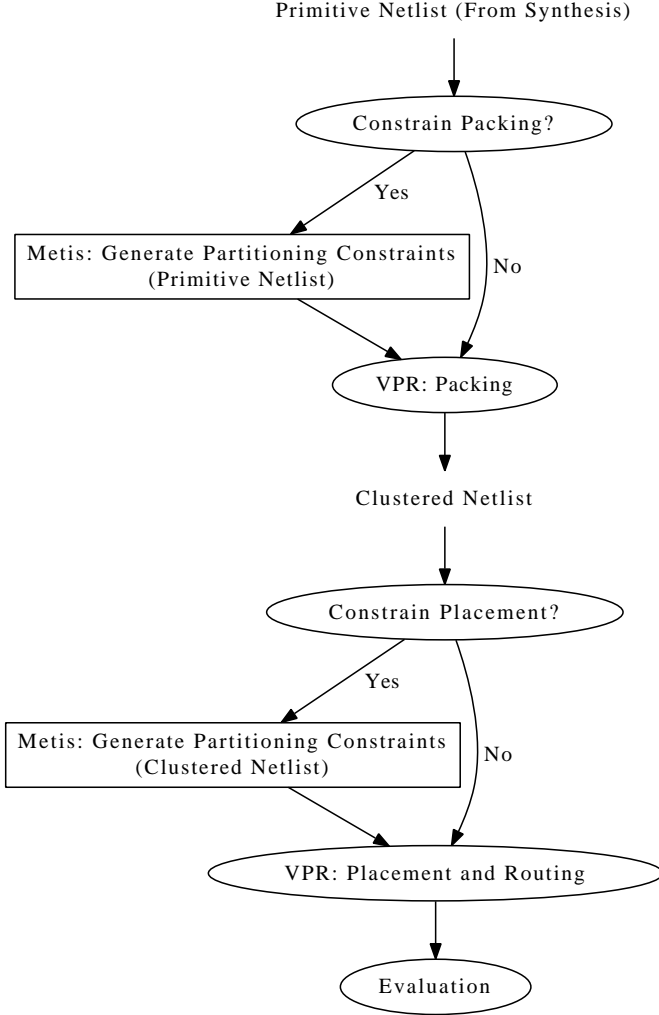 Primitive Netlist (From Synthesis)
Constrain Packing?
Yes
Metis: Generate Partitioning Constraints
(Primitive Netlist)
No
VPR: Packing
Clustered Netlist
Constrain Placement?
Yes
Metis: Generate Partitioning Constraints
(Clustered Netlist)
No
VPR: Placement and Routing
Evaluation